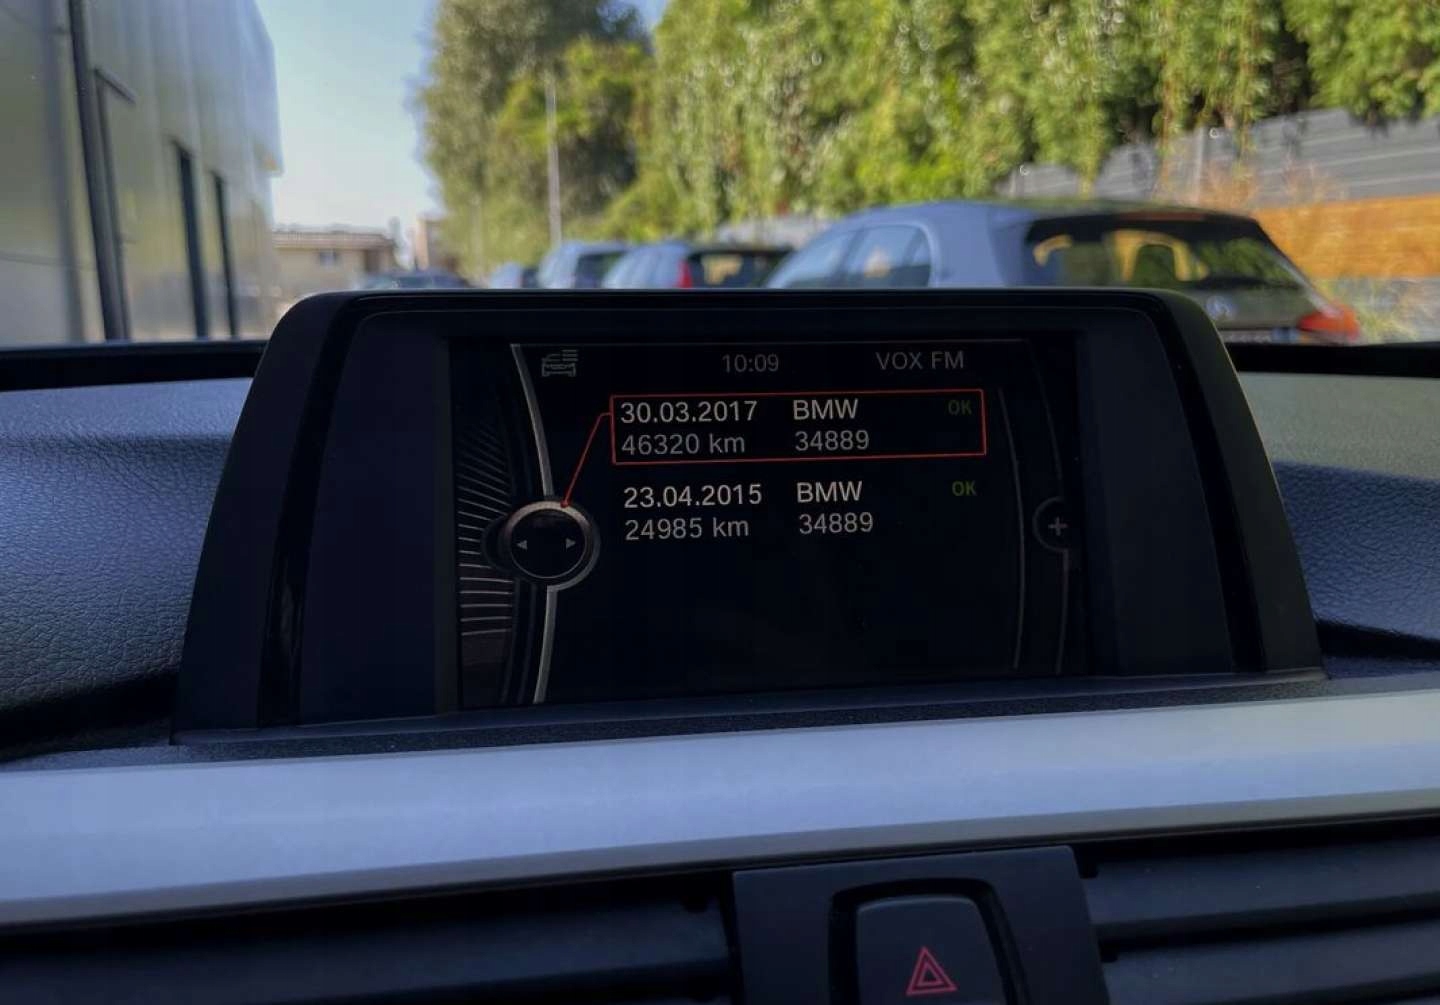 10:09 VOX FM
30.03.2017 BMW OK
46320 km 34889
23.04.2015 BMW OK
24985 km 34889
+